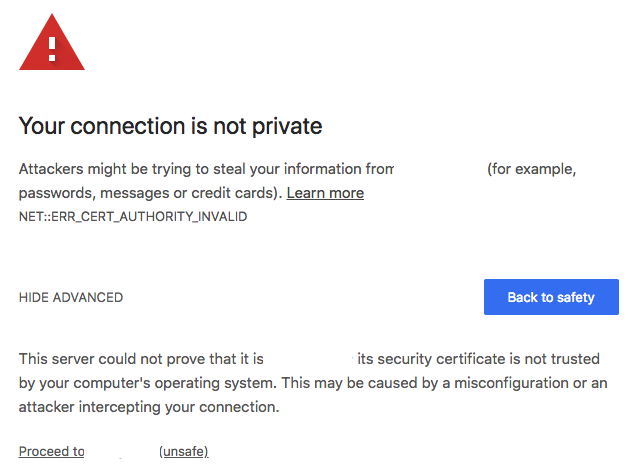 Your connection is not private
Attackers might be trying to steal your information from (for example,
passwords, messages or credit cards). Learn more
NET::ERR_CERT_AUTHORITY_INVALID
HIDE ADVANCED
Back to safety
This server could not prove that it is its security certificate is not trusted
by your computer's operating system. This may be caused by a misconfiguration or an
attacker intercepting your connection.
Proceed to (unsafe)